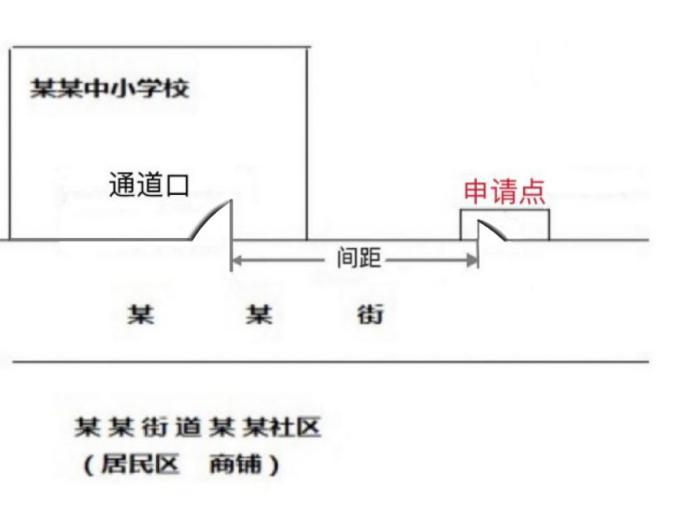 某某中小学校
通道口
申请点
间距
某 某 街
某某街道某某社区
（居民区 商铺）